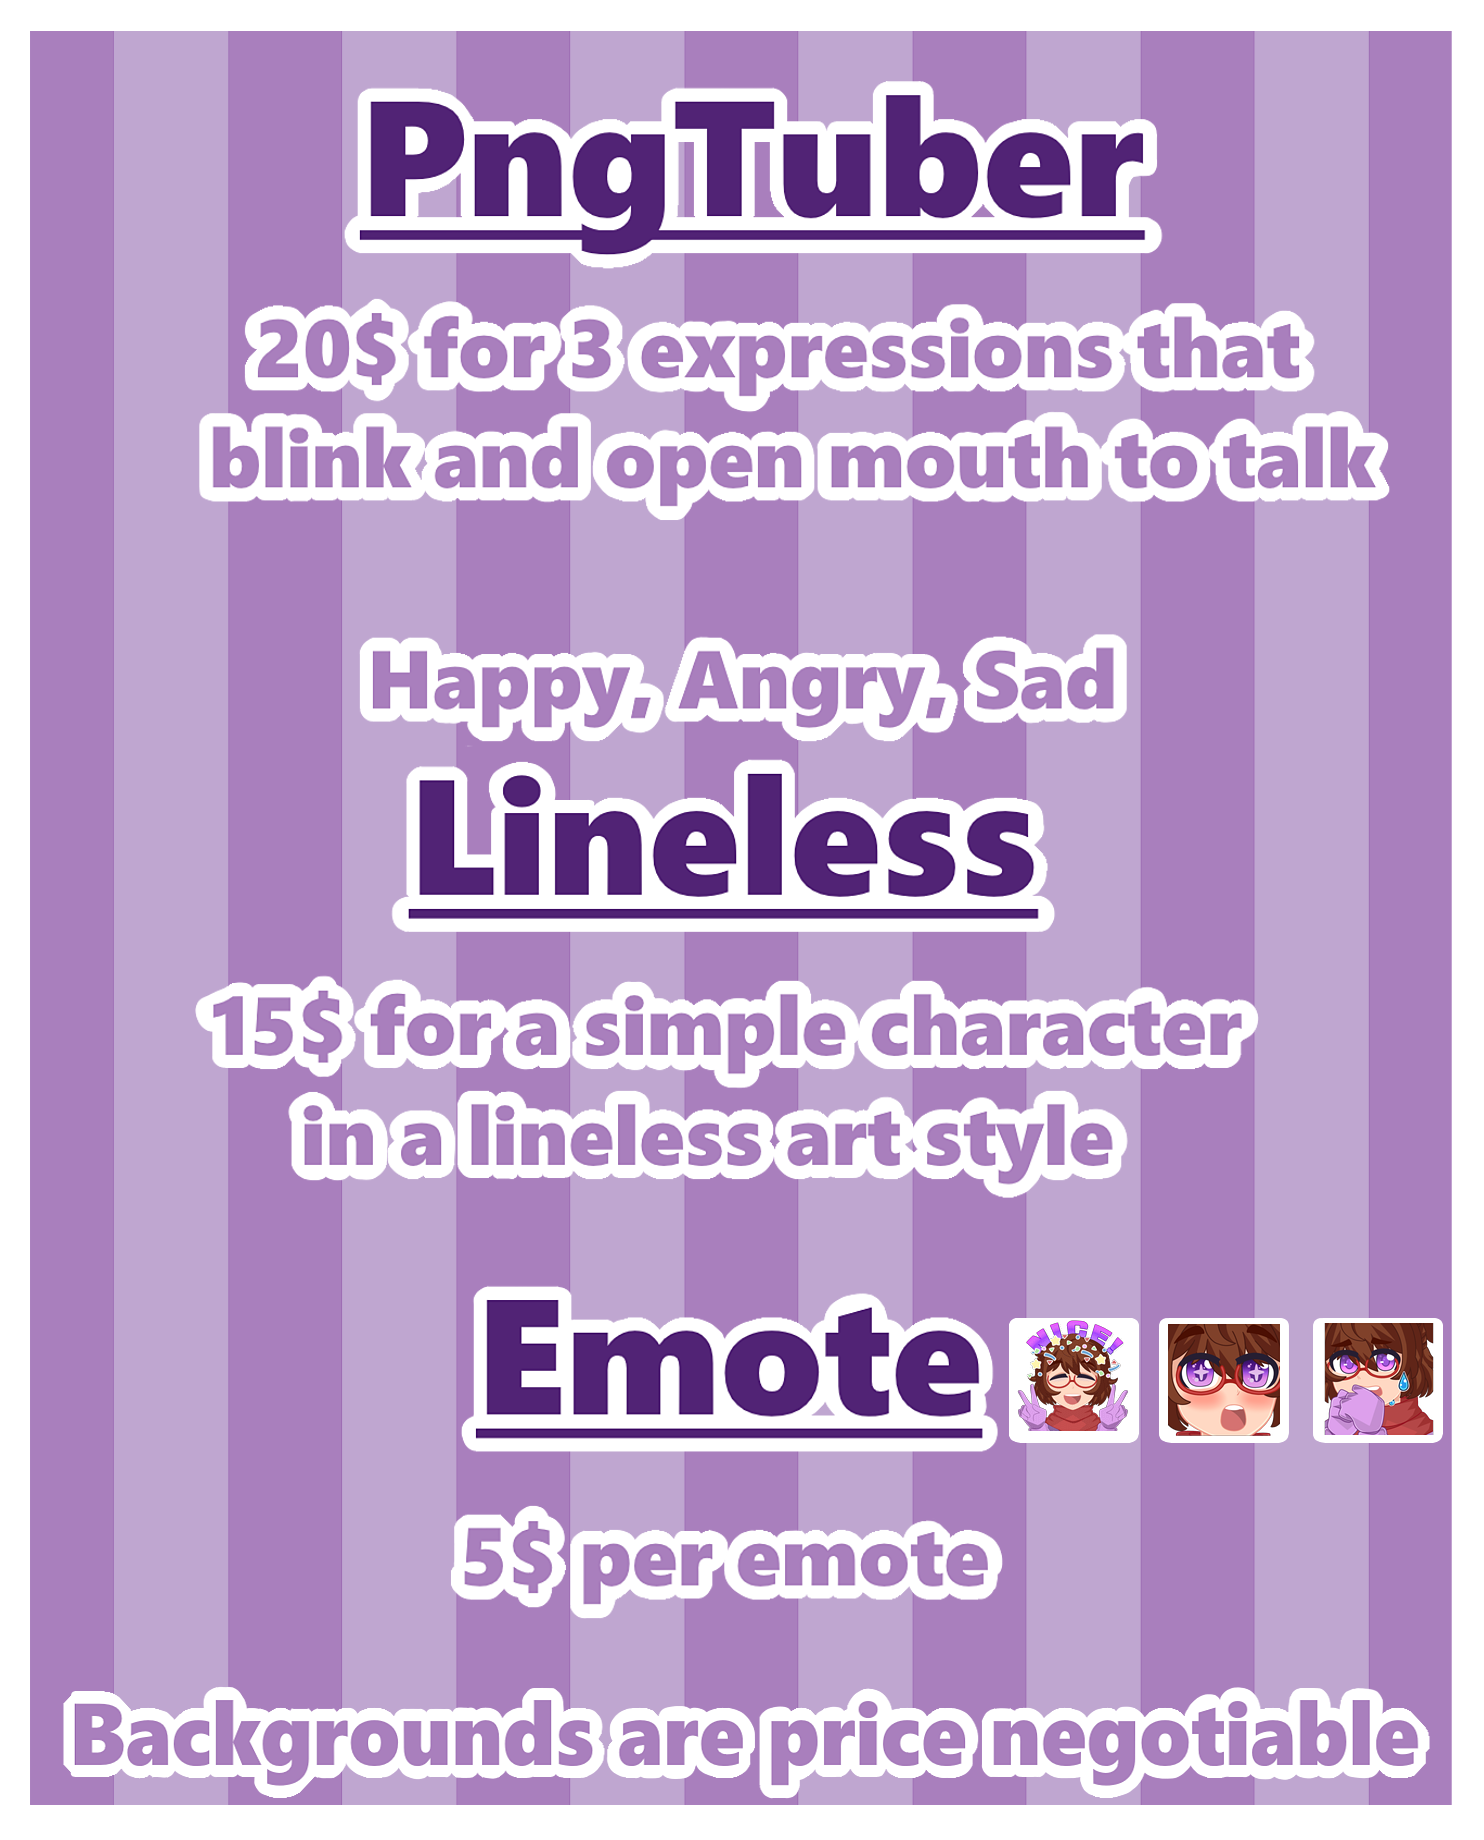 PngTuber
20$ for 3 expressions that
blink and open mouth to talk
Happy, Angry, Sad
Lineless
15$ for a simple character
in a lineless art style
Emote
NICE!
5$ per emote
Backgrounds are price negotiable